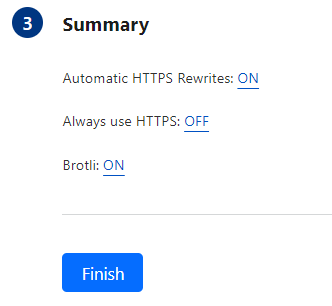 3 Summary
Automatic HTTPS Rewrites: ON
Always use HTTPS: OFF
Brotli: ON
Finish